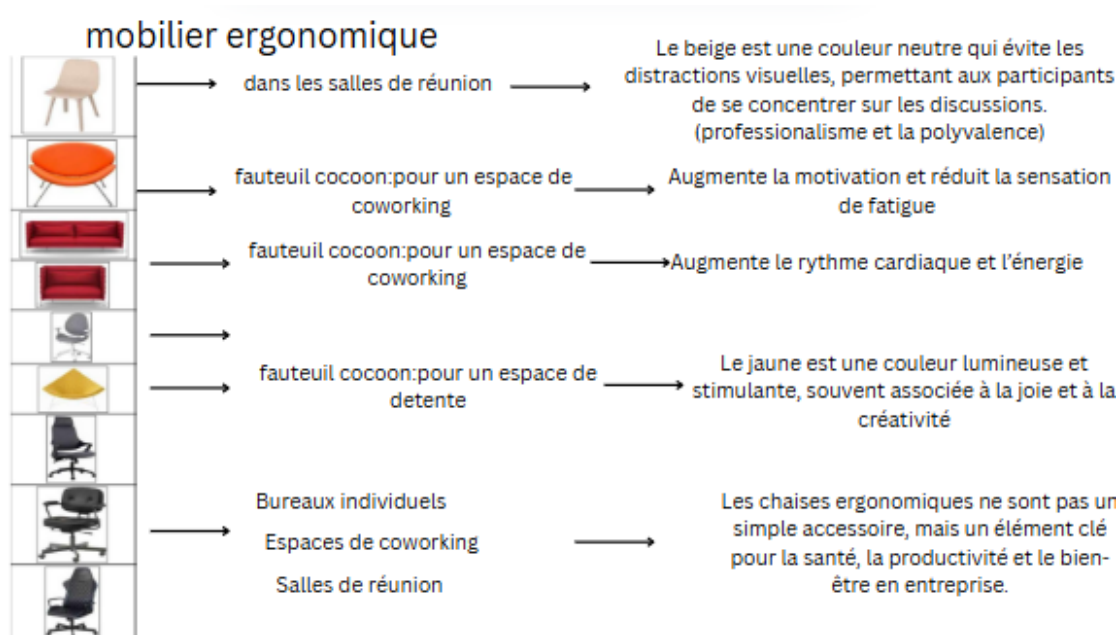 mobilier ergonomique
dans les salles de réunion
Le beige est une couleur neutre qui évite les
distractions visuelles, permettant aux participants
de se concentrer sur les discussions.
(professionalisme et la polyvalence)
fauteuil cocoon:pour un espace de
coworking
Augmente la motivation et réduit la sensation
de fatigue
fauteuil cocoon:pour un espace de
coworking
Augmente le rythme cardiaque et l'énergie
fauteuil cocoon:pour un espace de
detente
Le jaune est une couleur lumineuse et
stimulante, souvent associée à la joie et à la
créativité
Bureaux individuels
Espaces de coworking
Salles de réunion
Les chaises ergonomiques ne sont pas un
simple accessoire, mais un élément clé
pour la santé, la productivité et le bien-
être en entreprise.